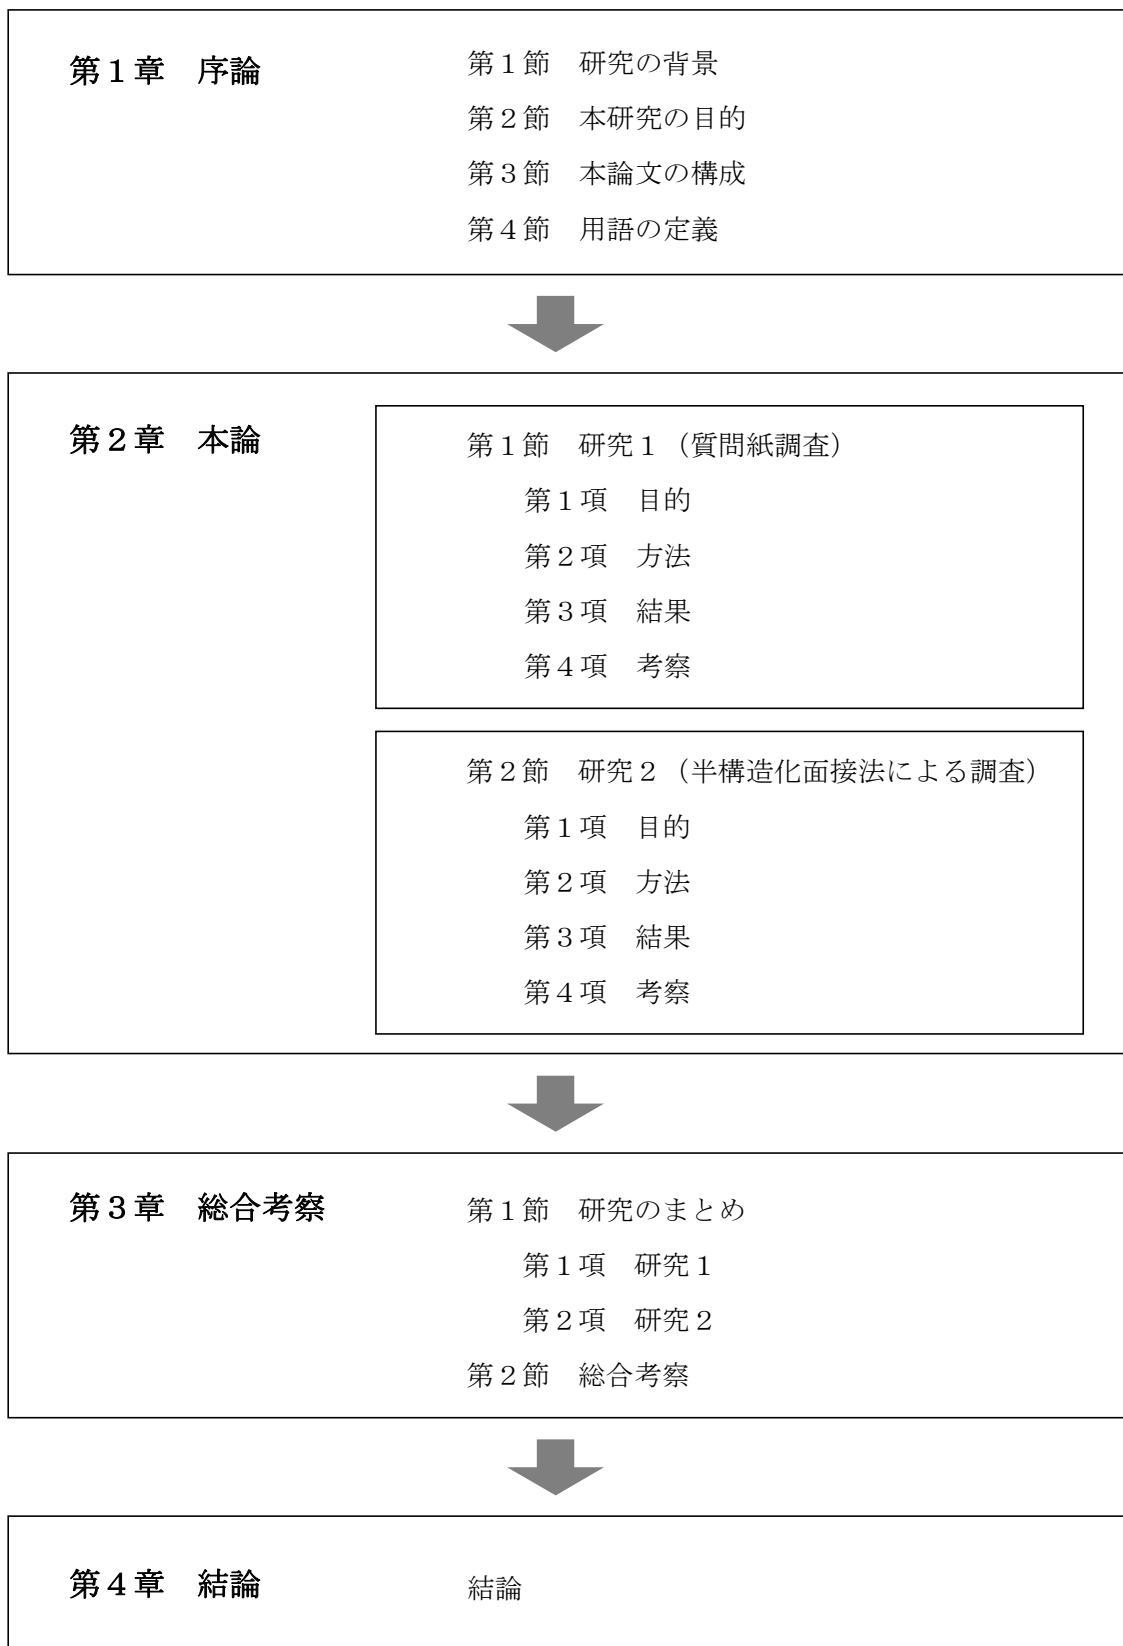 第１章　序論
第１節　研究の背景
第２節　本研究の目的
第３節　本論文の構成
第４節　用語の定義
第２章　本論
第１節　研究１（質問紙調査）
第１項　目的
第２項　方法
第３項　結果
第４項　考察
第２節　研究２（半構造化面接法による調査）
第１項　目的
第２項　方法
第３項　結果
第４項　考察
第３章　総合考察
第１節　研究のまとめ
第１項　研究１
第２項　研究２
第２節　総合考察
第４章　結論
結論